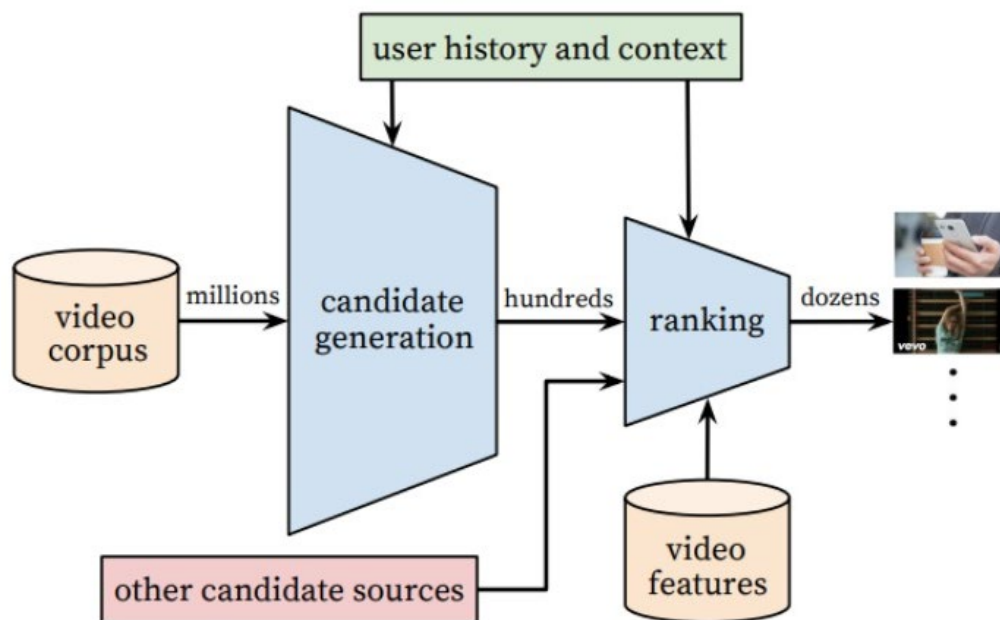 user history and context
video
corpus
millions
candidate
generation
hundreds
ranking
dozens
vevo
other candidate sources
video
features